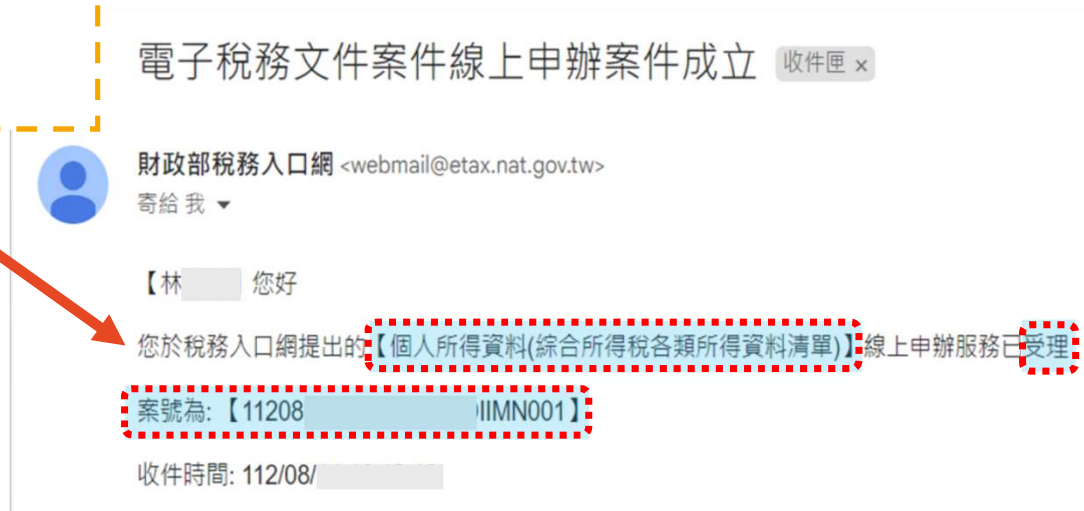 電子稅務文件案件線上申辦案件成立 收件匣 ×
財政部稅務入口網 <webmail@etax.nat.gov.tw>
寄給 我
【林 您好
您於稅務入口網提出的【個人所得資料(綜合所得稅各類所得資料清單)】線上申辦服務已受理
案號為: 【11208 IIMN001】
收件時間: 112/08/